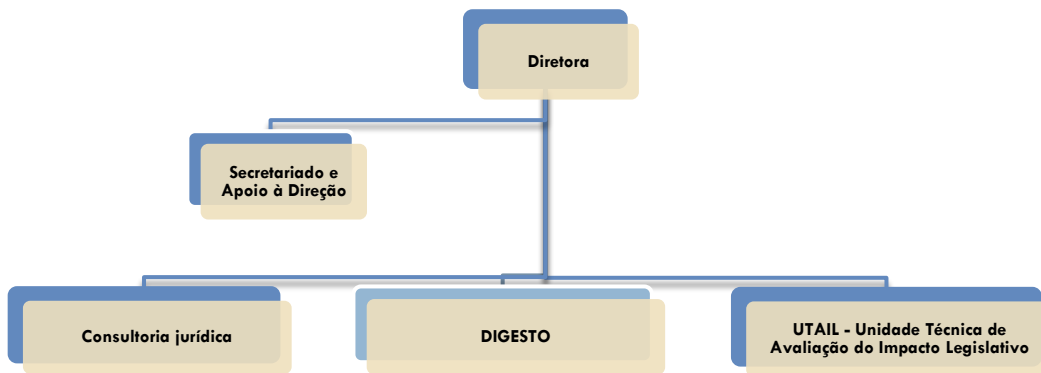 Diretora
Secretariado e
Apoio à Direção
Consultoria jurídica
DIGESTO
UTAIL - Unidade Técnica de
Avaliação do Impacto Legislativo